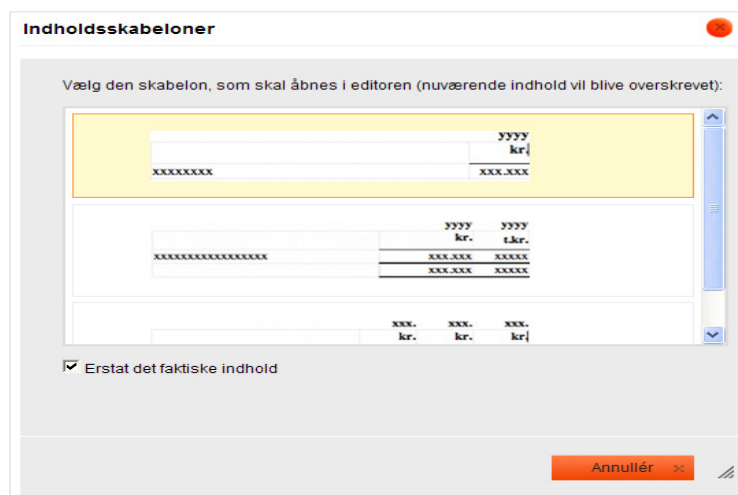 Indholdsskabeloner
Vælg den skabelon, som skal åbnes i editoren (nuværende indhold vil blive overskrevet):
yyyy
kr.
xxxxxxxx xxx.xxx
yyyy yyyy
kr. t.kr.
xxxxxxxxxxxxxxxxx xxx.xxx xxxxx
xxx.xxx xxxxx
xxx. xxx. xxx.
kr. kr. kr.
Erstat det faktiske indhold
Annullér